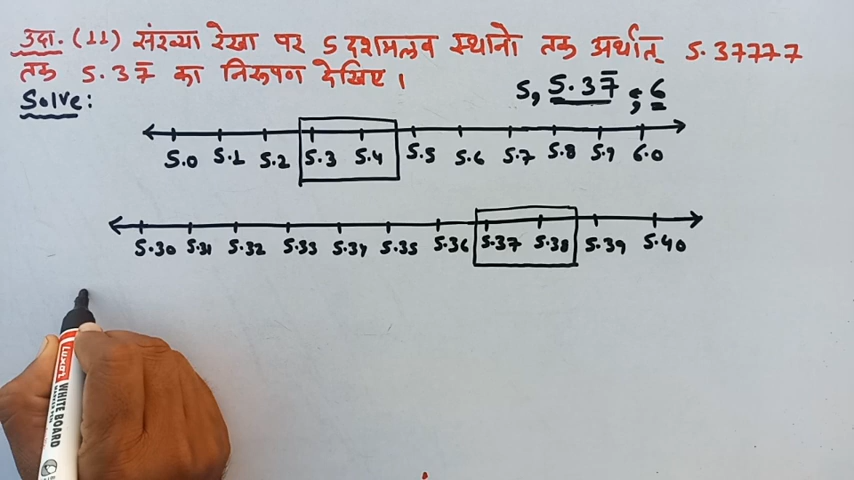 उदा. (11) संख्या रेखा पर 5 दशमलव स्थानो तक अर्थात् 5.37777
तक 5.37̅ का निरूपण देखिए।
Solve:
5, 5.37̅ ; 6
5.0 5.1 5.2 5.3 5.4 5.5 5.6 5.7 5.8 5.9 6.0
5.30 5.31 5.32 5.33 5.34 5.35 5.36 5.37 5.38 5.39 5.40
Luxor
WHITE BOARD